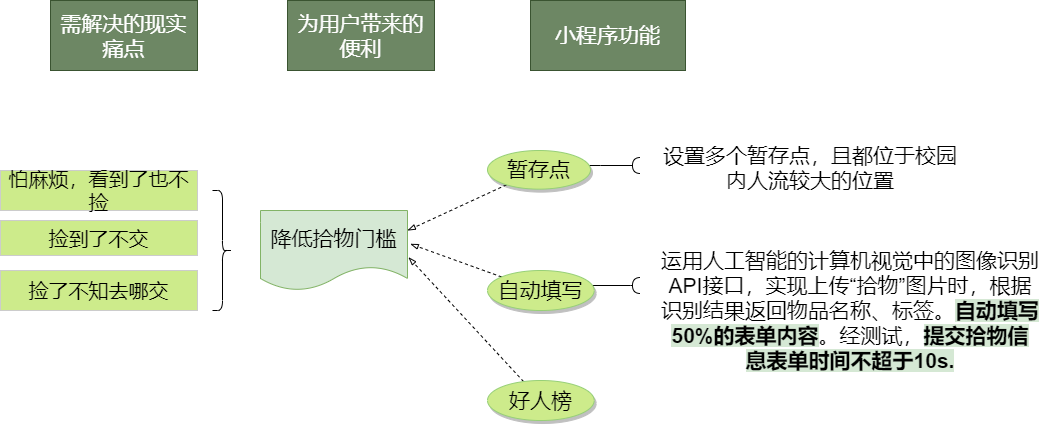 需解决的现实
痛点
为用户带来的
便利
小程序功能
怕麻烦，看到了也不
捡
捡到了不交
捡了不知去哪交
降低拾物门槛
暂存点
设置多个暂存点，且都位于校园
内人流较大的位置
自动填写
运用人工智能的计算机视觉中的图像识别
API接口，实现上传“拾物”图片时，根据
识别结果返回物品名称、标签。自动填写
50%的表单内容。经测试，提交拾物信
息表单时间不超于10s.
好人榜